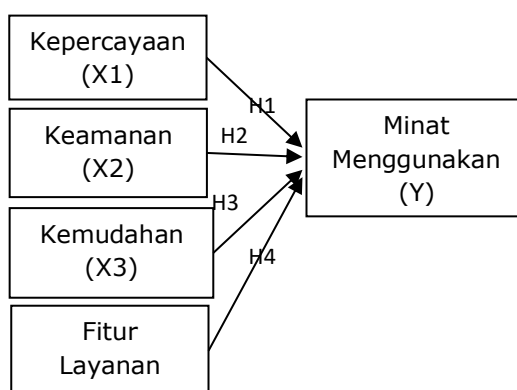 Kepercayaan
(X1)
H1
Keamanan
(X2)
H2
Minat
Menggunakan
(Y)
Kemudahan
(X3)
H3
H4
Fitur
Layanan